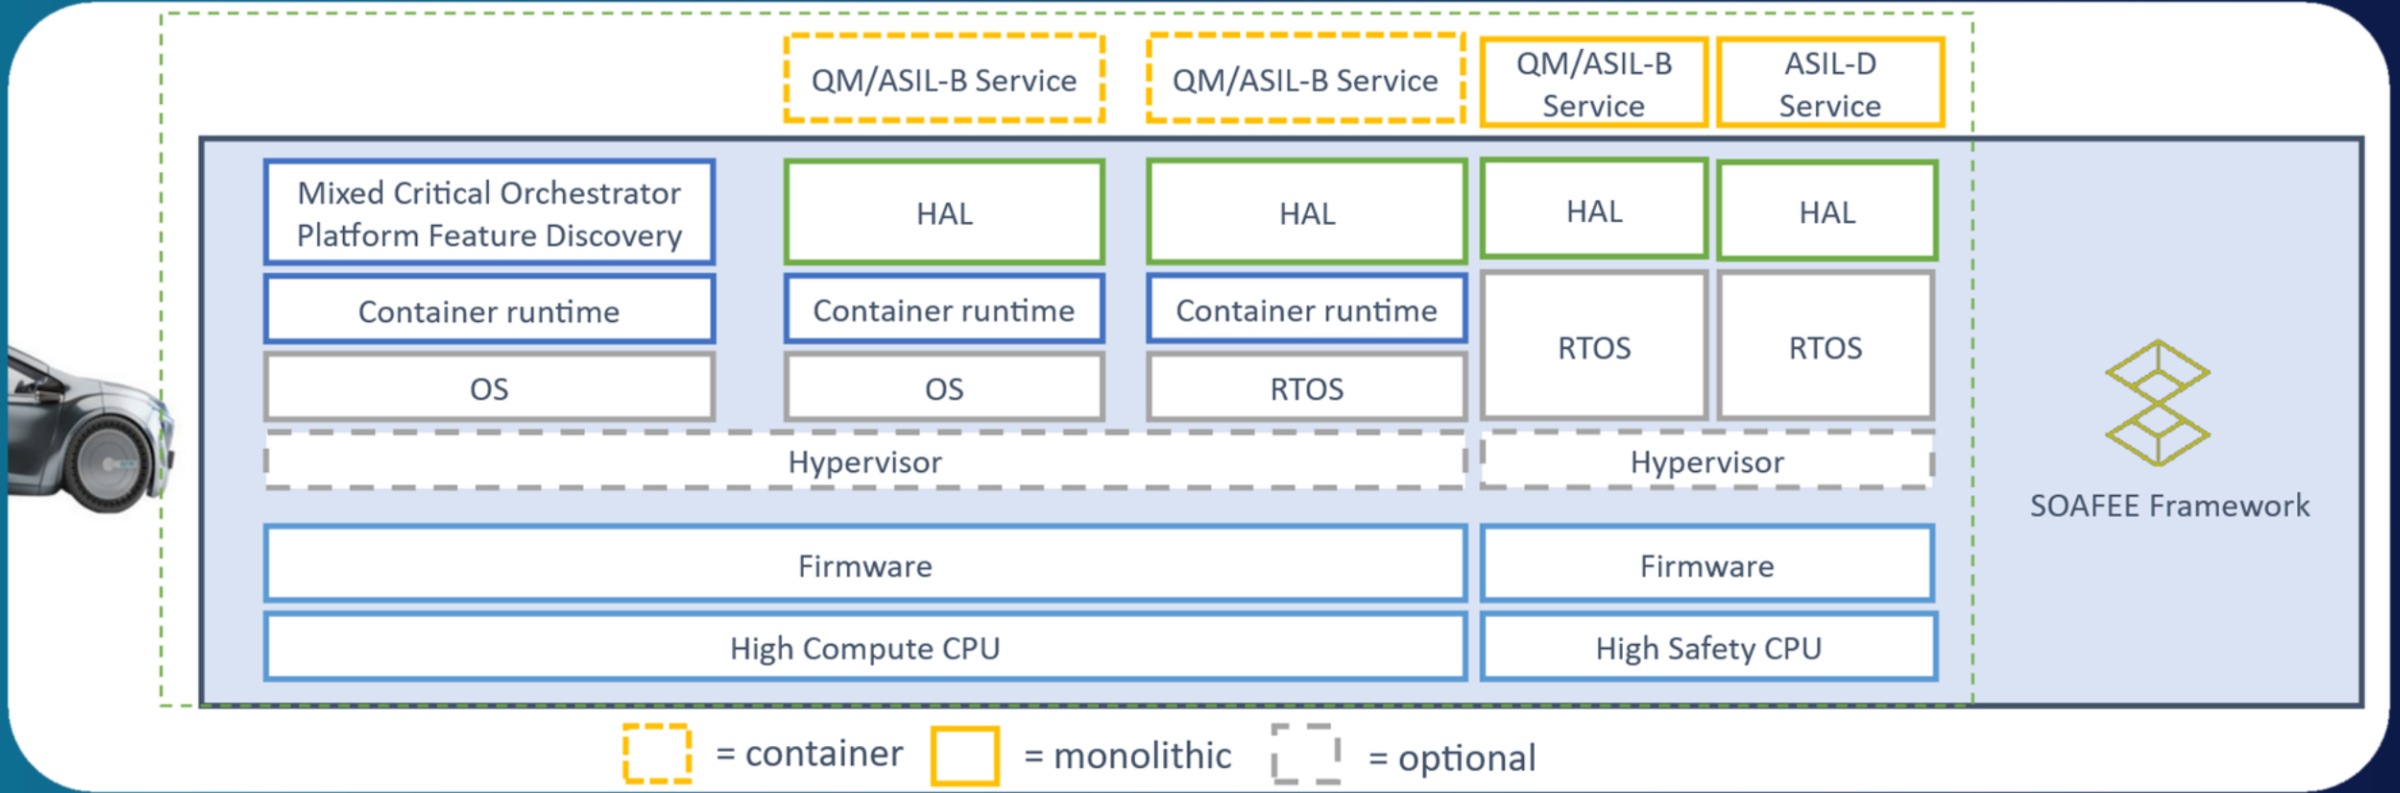 QM/ASIL-B Service
QM/ASIL-B Service
QM/ASIL-B
Service
ASIL-D
Service
Mixed Critical Orchestrator
Platform Feature Discovery
HAL
HAL
HAL
HAL
Container runtime
Container runtime
Container runtime
RTOS
RTOS
OS
OS
RTOS
Hypervisor
Hypervisor
SOAFEE Framework
Firmware
Firmware
High Compute CPU
High Safety CPU
= container
= monolithic
= optional